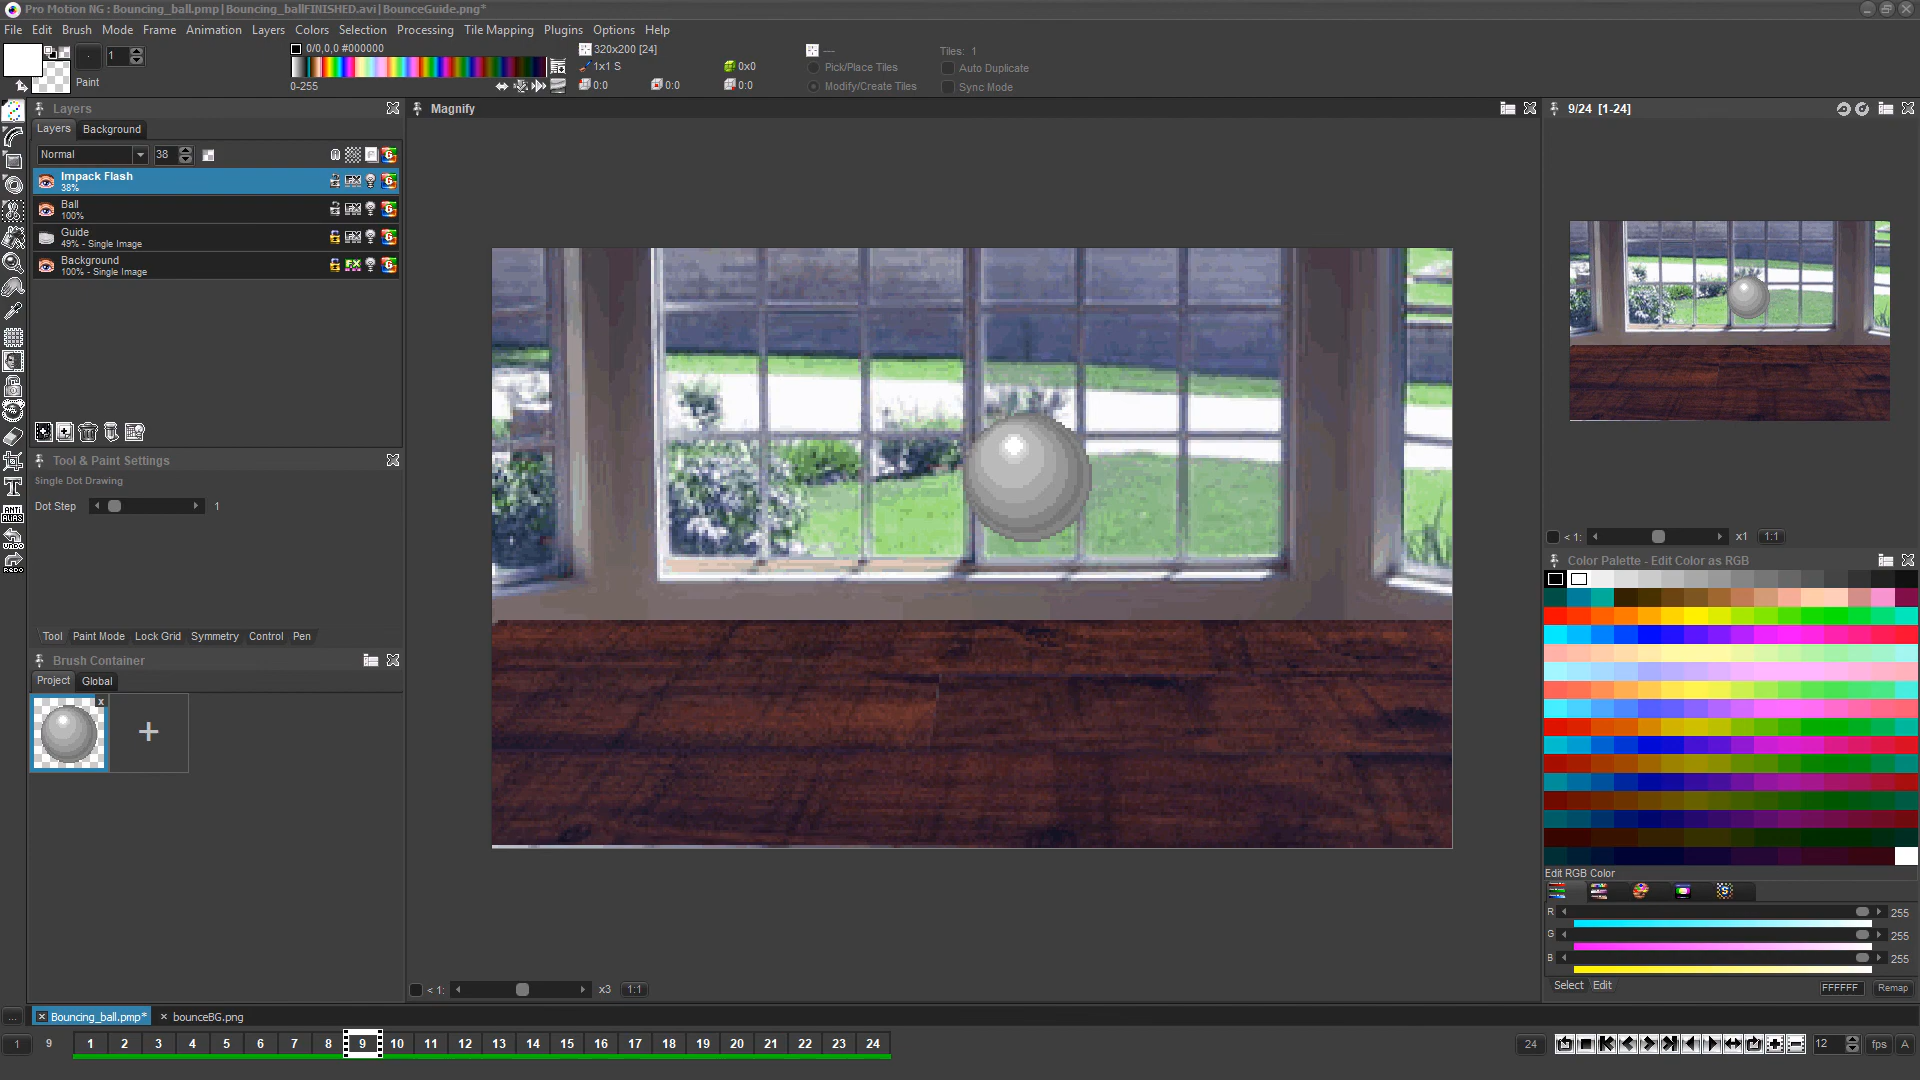 Pro Motion NG : Bouncing_ball.pmp|Bouncing_ballFINISHED.avi|BounceGuide.png*
File Edit Brush Mode Frame Animation Layers Colors Selection Processing Tile Mapping Plugins Options Help
1
Paint
0/0,0,0 #000000
0-255
320x200 [24]
1x1 S
0x0
0:0
0:0
0:0
---
Pick/Place Tiles
Modify/Create Tiles
Tiles: 1
Auto Duplicate
Sync Mode
Layers
Layers Background
Normal 38
Impack Flash
38%
Ball
100%
Guide
49% - Single Image
Background
100% - Single Image
Tool & Paint Settings
Single Dot Drawing
Dot Step 1
Tool Paint Mode Lock Grid Symmetry Control Pen
Brush Container
Project Global
x
+
ANTI
ALIAS
UNDO
REDO
Magnify
< 1: x3 1:1
9/24 [1-24]
< 1: x1 1:1
Color Palette - Edit Color as RGB
Edit RGB Color
R 255
G 255
B 255
Select Edit FFFFFF Remap
... Bouncing_ball.pmp* bounceBG.png
1 9 1 2 3 4 5 6 7 8 9 10 11 12 13 14 15 16 17 18 19 20 21 22 23 24 24 12 fps A